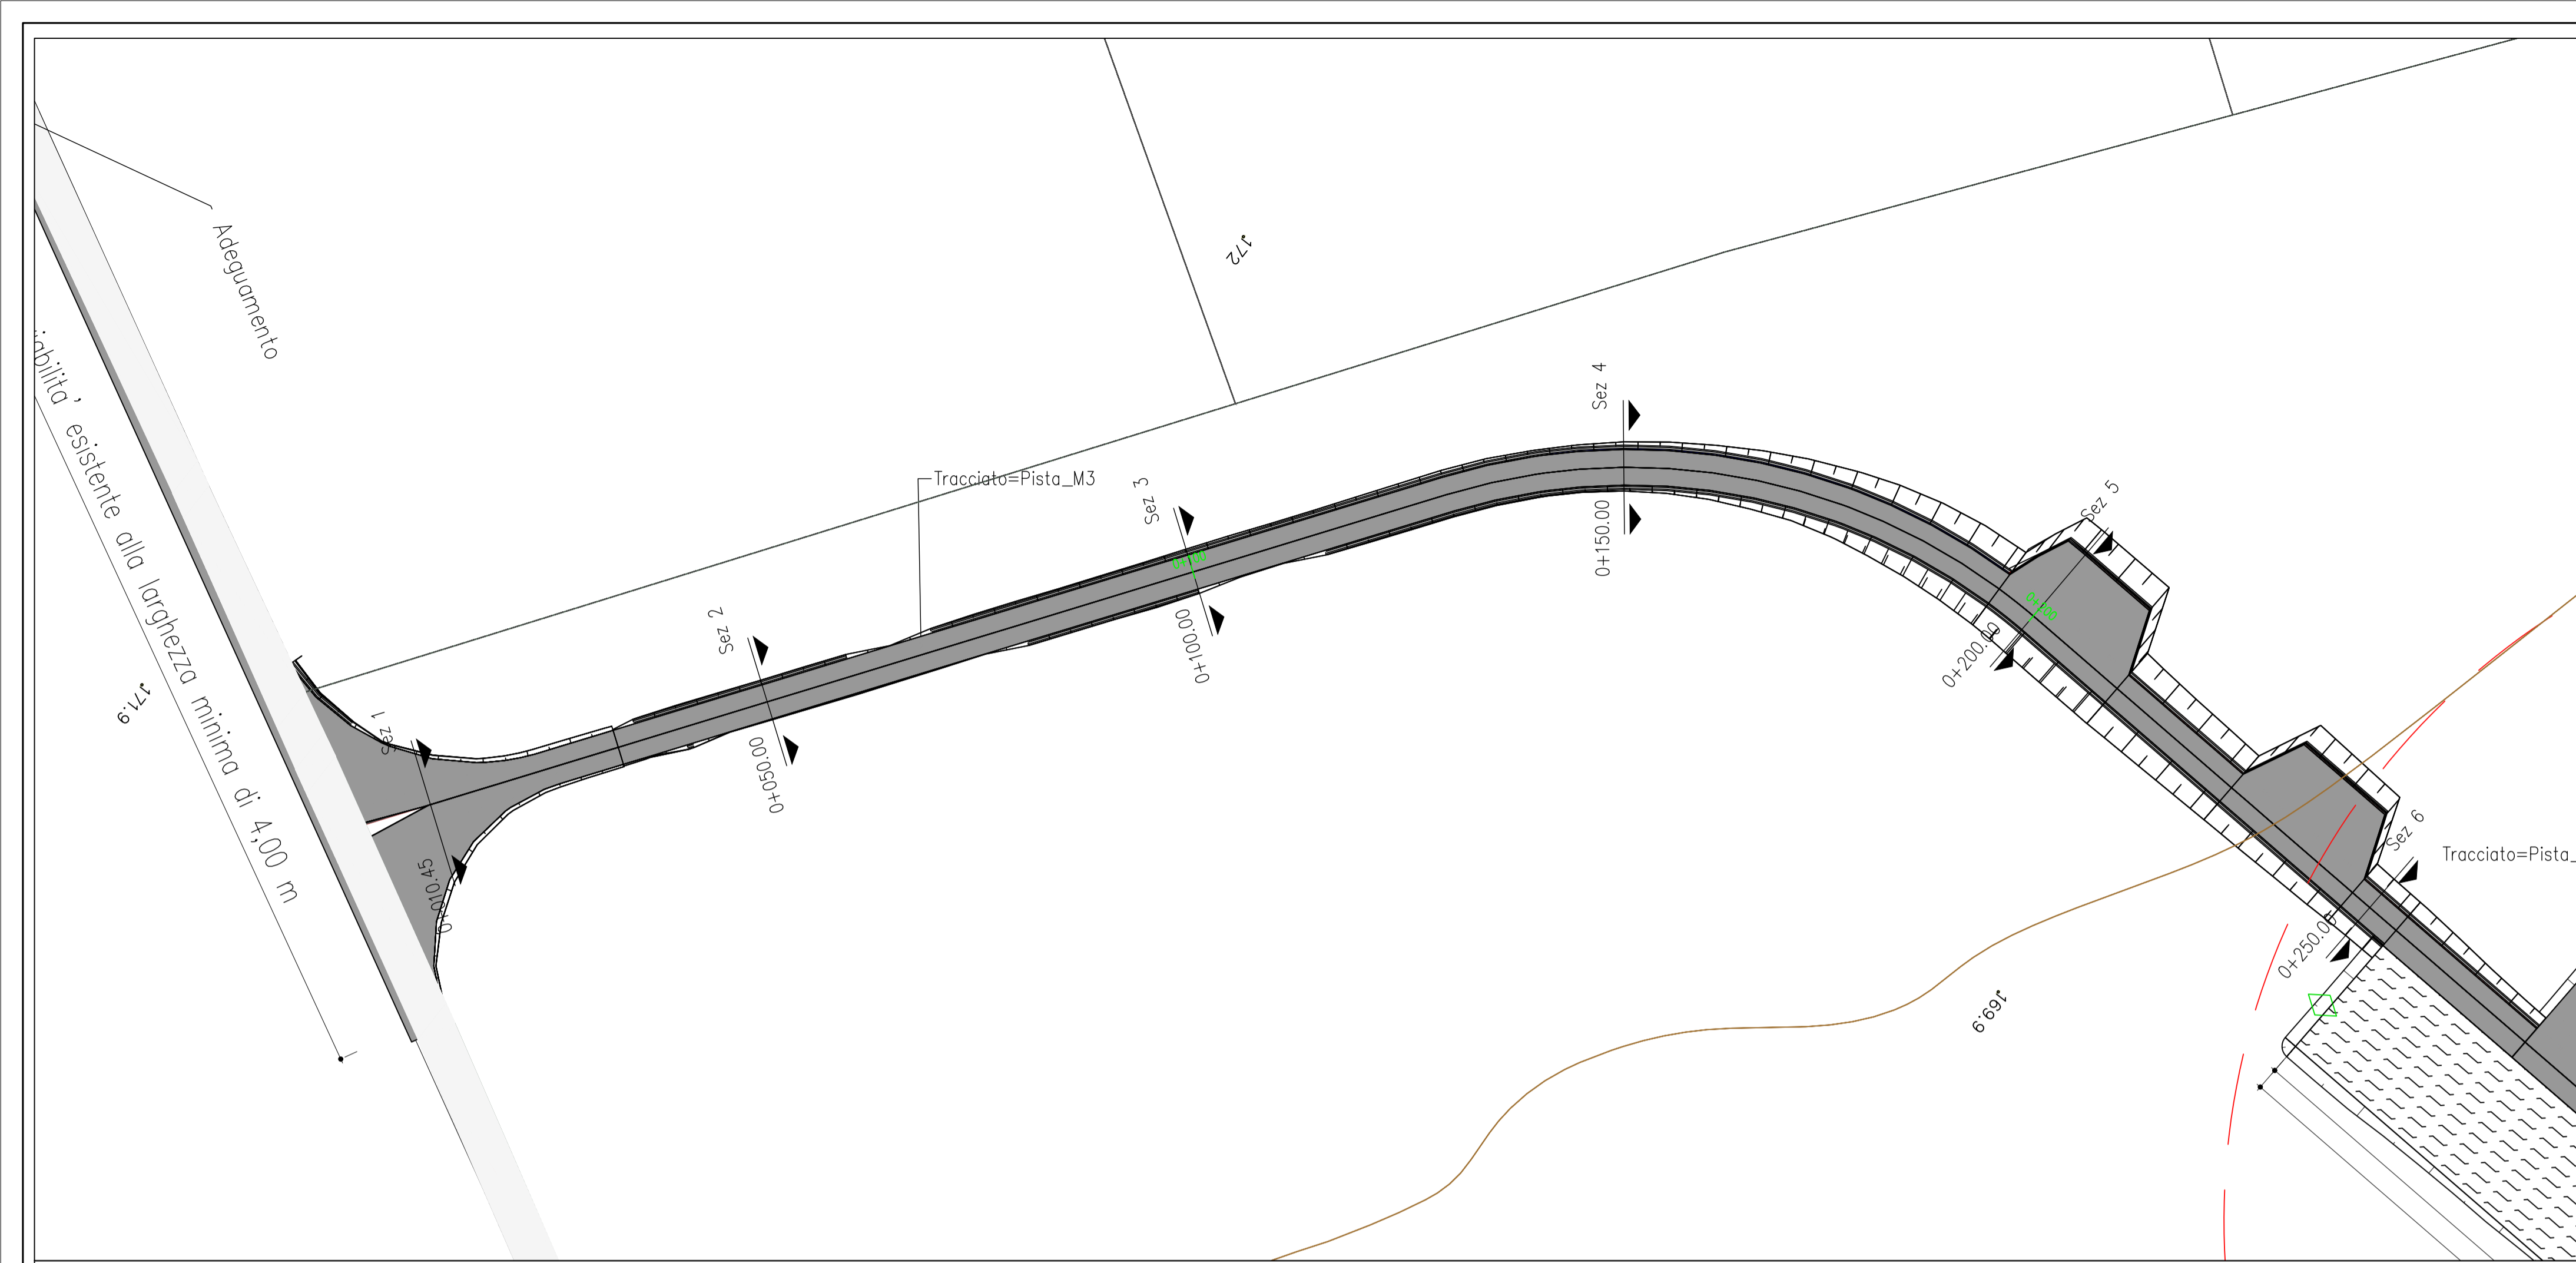 Adeguamento
esistente alla larghezza minima di 4,00 m
172
171.9
169.9
Tracciato=Pista_M3
Sez 1
0+010.45
Sez 2
0+050.00
Sez 3
0+100.00
Sez 4
0+150.00
Sez 5
0+200.00
0+200
Sez 6
0+250.00
Tracciato=Pista_